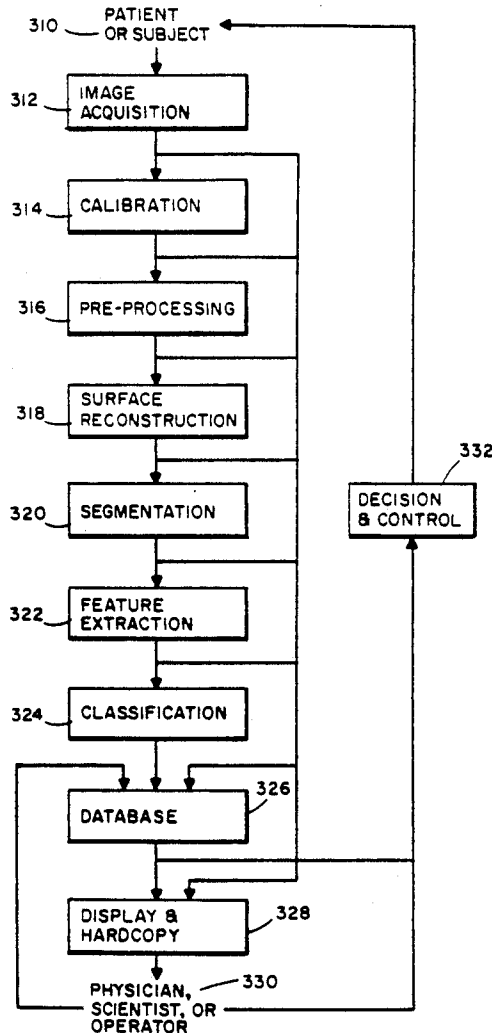 310
PATIENT
OR SUBJECT
312
IMAGE
ACQUISITION
314
CALIBRATION
316
PRE-PROCESSING
318
SURFACE
RECONSTRUCTION
332
DECISION
& CONTROL
320
SEGMENTATION
322
FEATURE
EXTRACTION
324
CLASSIFICATION
326
DATABASE
DISPLAY &
HARDCOPY
328
330
PHYSICIAN,
SCIENTIST, OR
OPERATOR